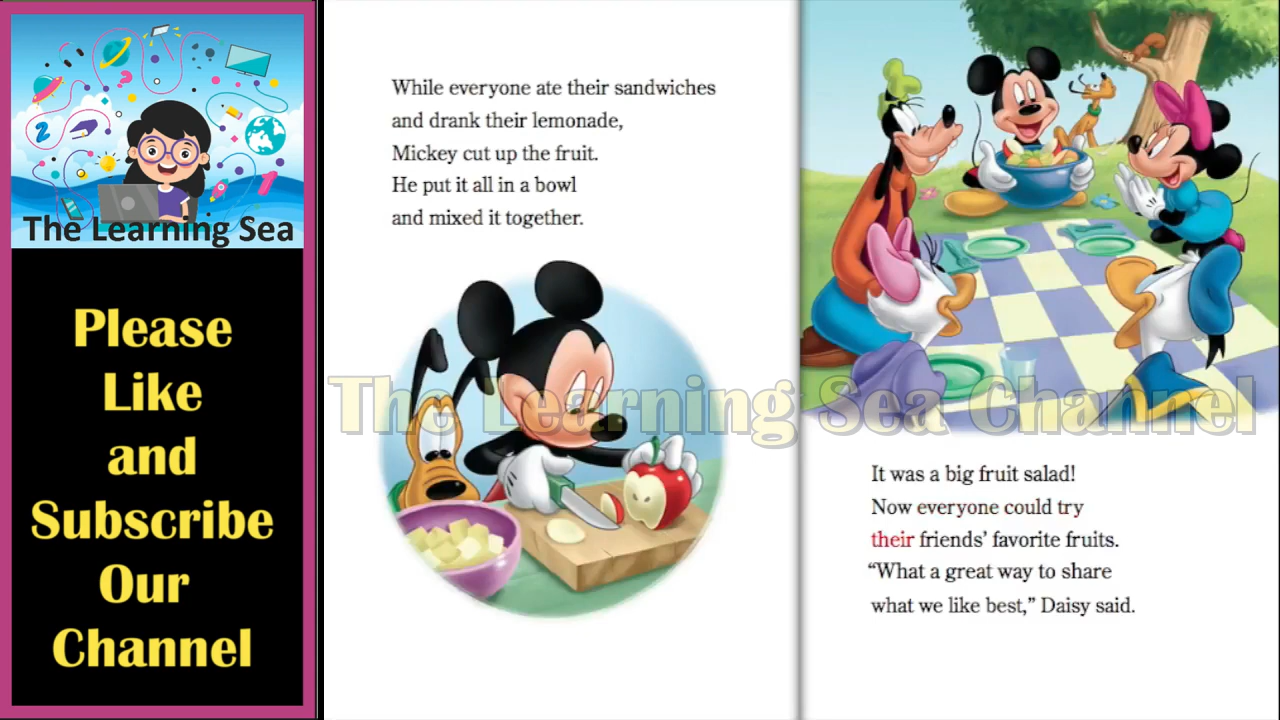 The Learning Sea
Please
Like
and
Subscribe
Our
Channel
While everyone ate their sandwiches
and drank their lemonade,
Mickey cut up the fruit.
He put it all in a bowl
and mixed it together.
The Learning Sea Channel
It was a big fruit salad!
Now everyone could try
their friends’ favorite fruits.
“What a great way to share
what we like best,” Daisy said.